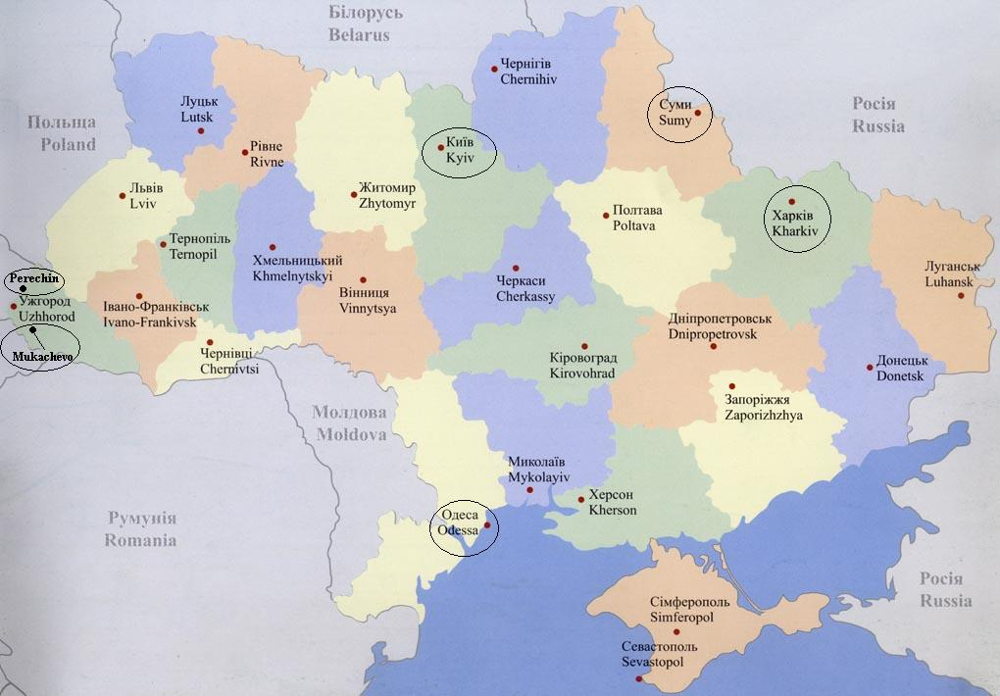 Білорусь
Belarus
Чернігів
Chernihiv
Луцьк
Lutsk
Суми
Sumy
Росія
Russia
Польща
Poland
Рівне
Rivne
Київ
Kyiv
Львів
Lviv
Житомир
Zhytomyr
Полтава
Poltava
Харків
Kharkiv
Тернопіль
Ternopil
Хмельницький
Khmelnytskyi
Черкаси
Cherkassy
Луганськ
Luhansk
Perechin
Ужгород
Uzhhorod
Івано-Франківськ
Ivano-Frankivsk
Вінниця
Vinnytsya
Дніпропетровськ
Dnipropetrovsk
Mukachevo
Чернівці
Chernivtsi
Кіровоград
Kirovohrad
Донецьк
Donetsk
Запоріжжя
Zaporizhzhya
Молдова
Moldova
Миколаїв
Mykolayiv
Херсон
Kherson
Одеса
Odessa
Румунія
Romania
Росія
Russia
Сімферополь
Simferopol
Севастополь
Sevastopol